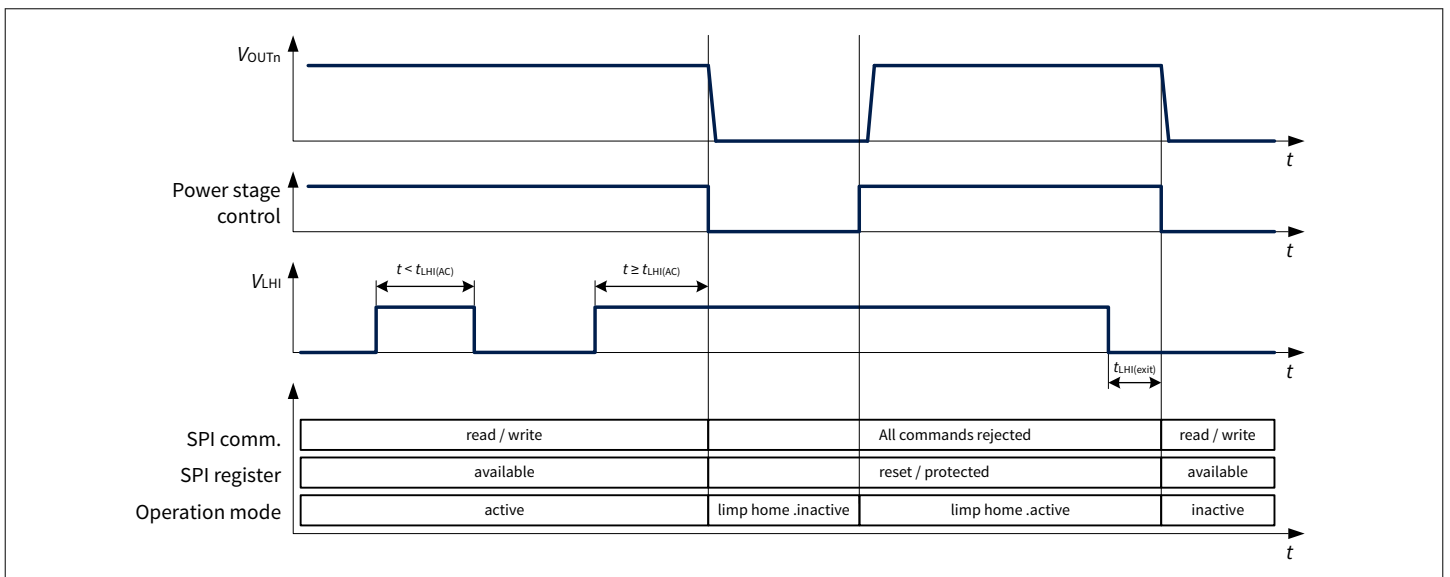 VOUTn
t
Power stage
control
t
t < tLHI(AC)
t ≥ tLHI(AC)
VLHI
t
tLHI(exit)
SPI comm.
read / write
All commands rejected
read / write
SPI register
available
reset / protected
available
Operation mode
active
limp home .inactive
limp home .active
inactive
t